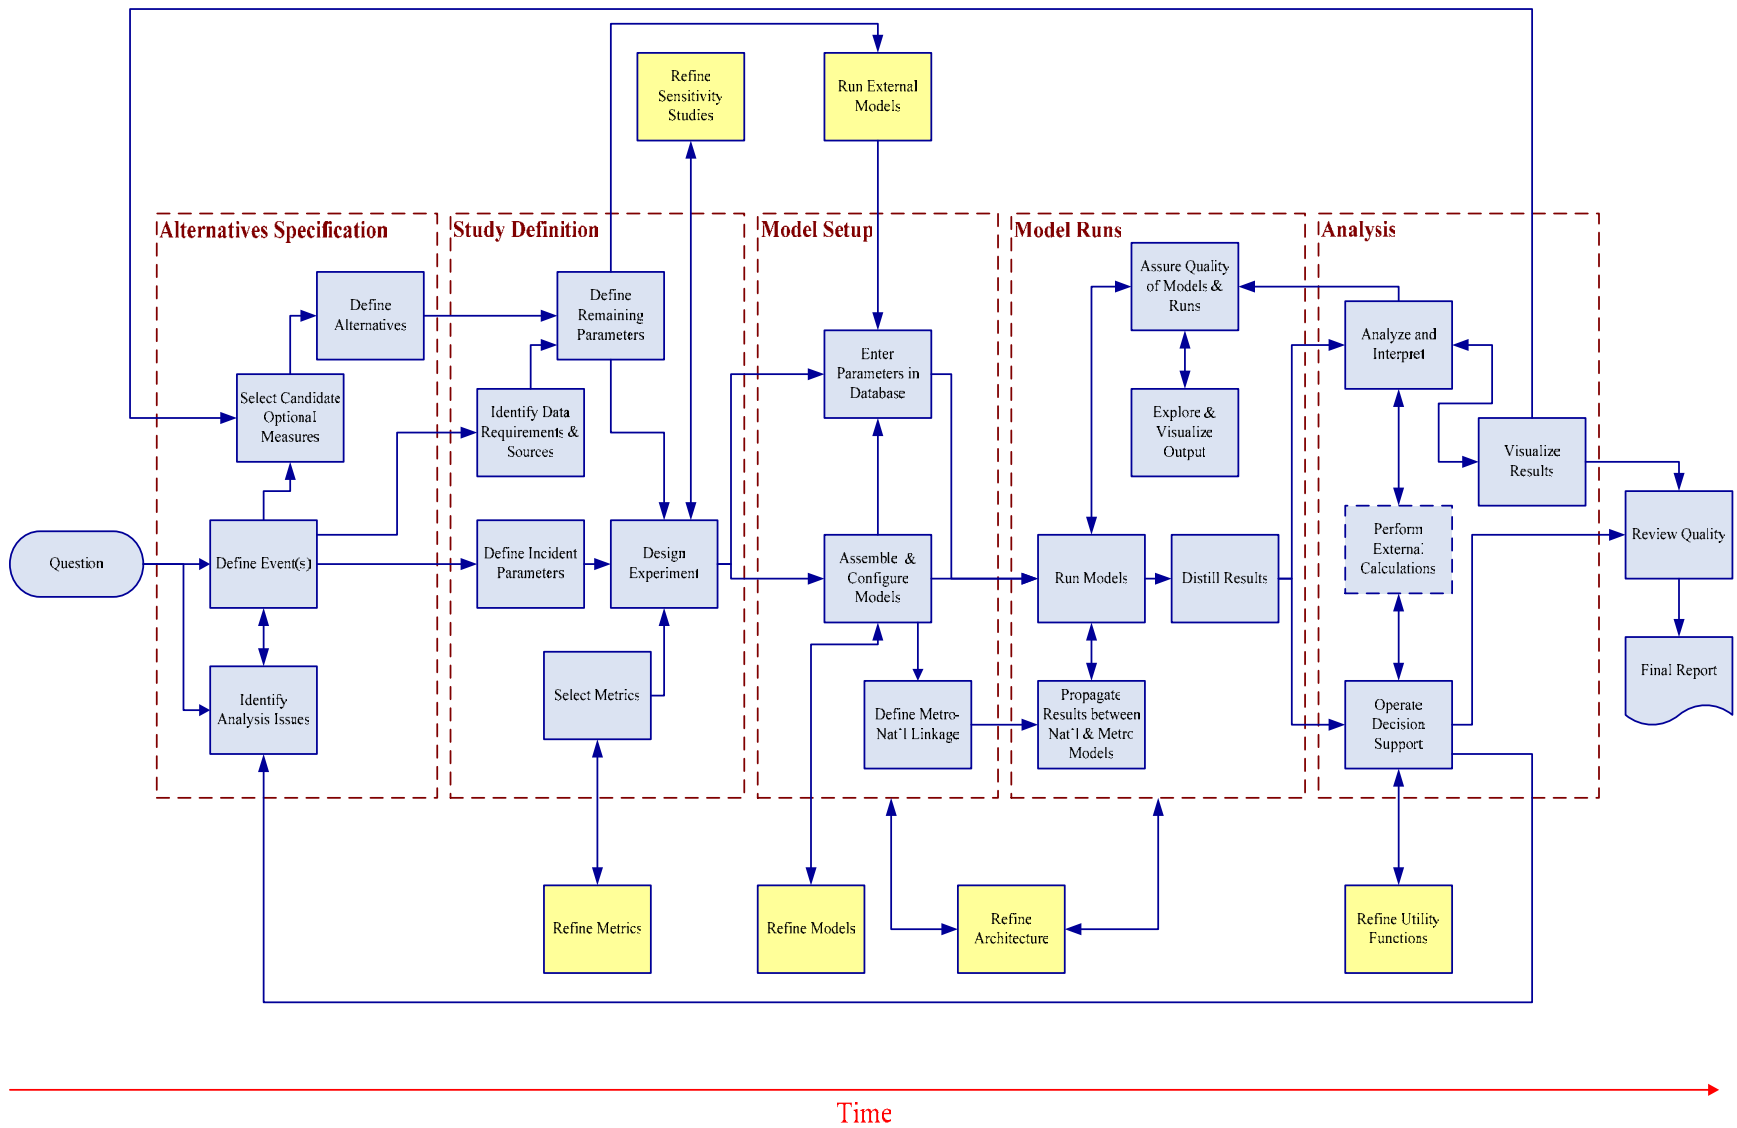 Refine
Sensitivity
Studies
Run External
Models
Alternatives Specification
Study Definition
Model Setup
Model Runs
Analysis
Define
Alternatives
Select Candidate
Optional
Measures
Question
Define Event(s)
Identify
Analysis Issues
Define
Remaining
Parameters
Identify Data
Requirements &
Sources
Define Incident
Parameters
Design
Experiment
Select Metrics
Enter
Parameters in
Database
Assemble &
Configure
Models
Define Metro-
Nat'l Linkage
Assure Quality
of Models &
Runs
Explore &
Visualize
Output
Run Models
Distill Results
Propagate
Results between
Nat'l & Metro
Models
Analyze and
Interpret
Visualize
Results
Perform
External
Calculations
Operate
Decision
Support
Review Quality
Final Report
Refine Metrics
Refine Models
Refine
Architecture
Refine Utility
Functions
Time